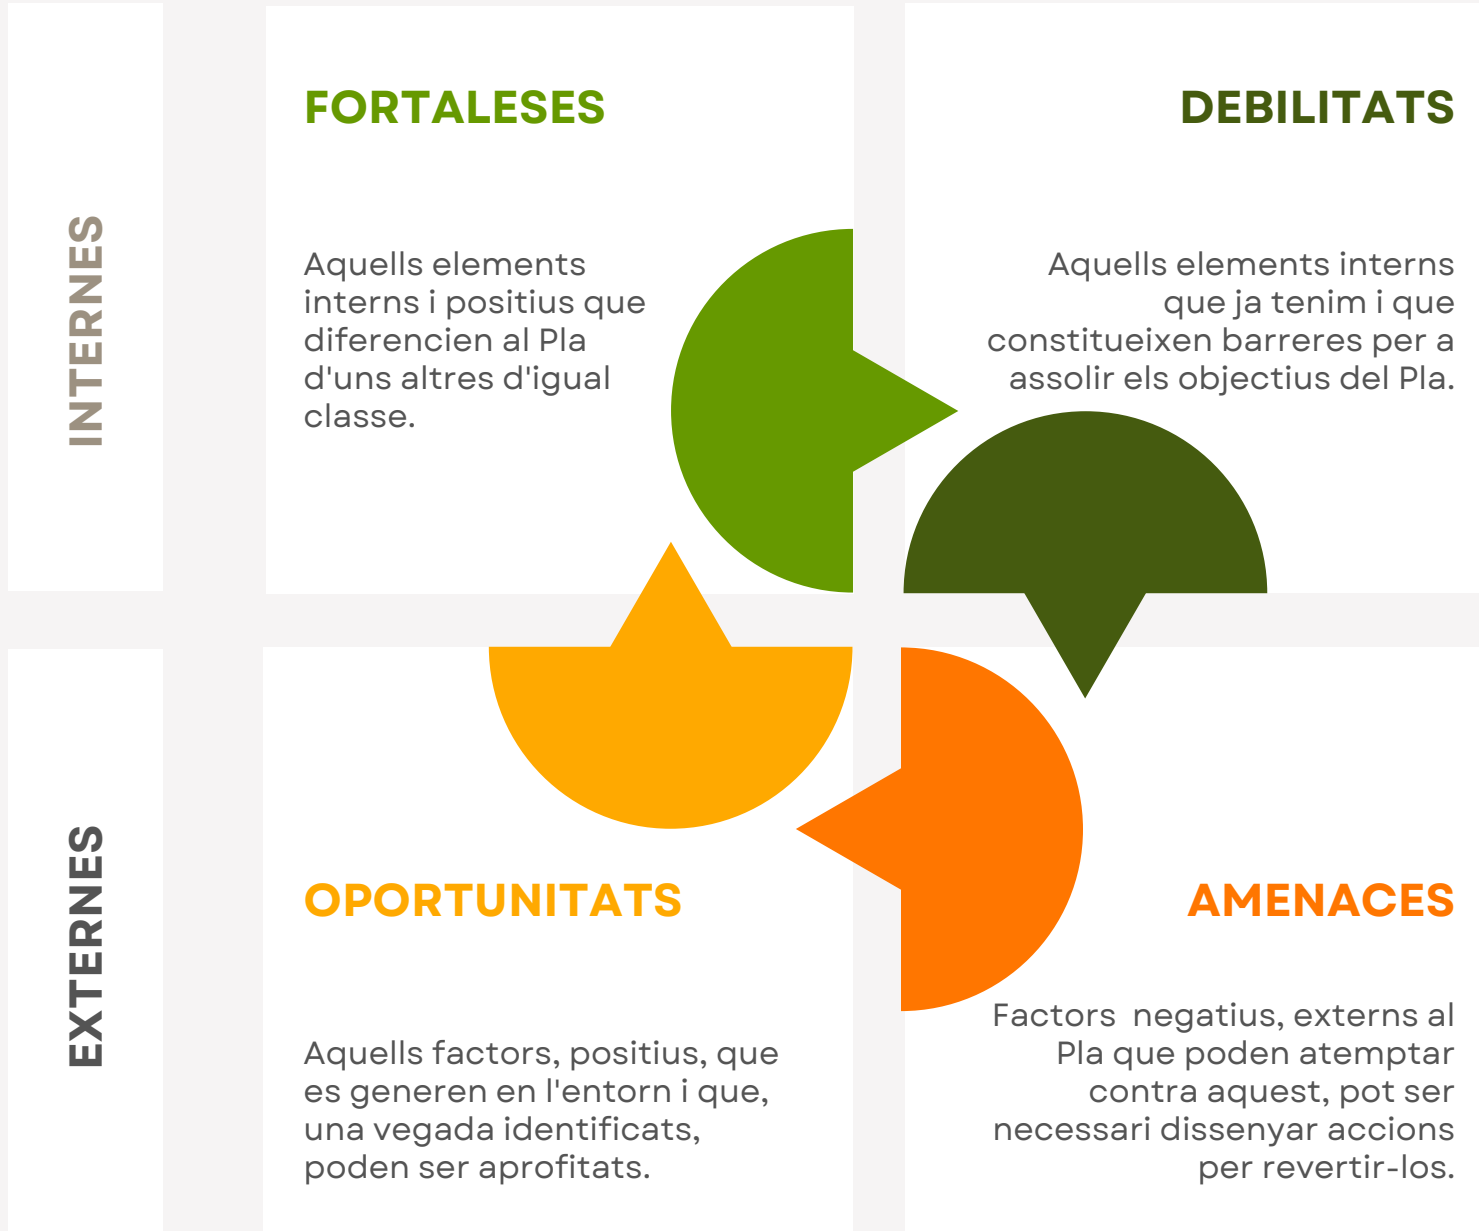 INTERNES
FORTALESES
Aquells elements
interns i positius que
diferencien al Pla
d'uns altres d'igual
classe.
DEBILITATS
Aquells elements interns
que ja tenim i que
constitueixen barreres per a
assolir els objectius del Pla.
EXTERNES
OPORTUNITATS
Aquells factors, positius, que
es generen en l'entorn i que,
una vegada identificats,
poden ser aprofitats.
AMENACES
Factors  negatius, externs al
Pla que poden atemptar
contra aquest, pot ser
necessari dissenyar accions
per revertir-los.